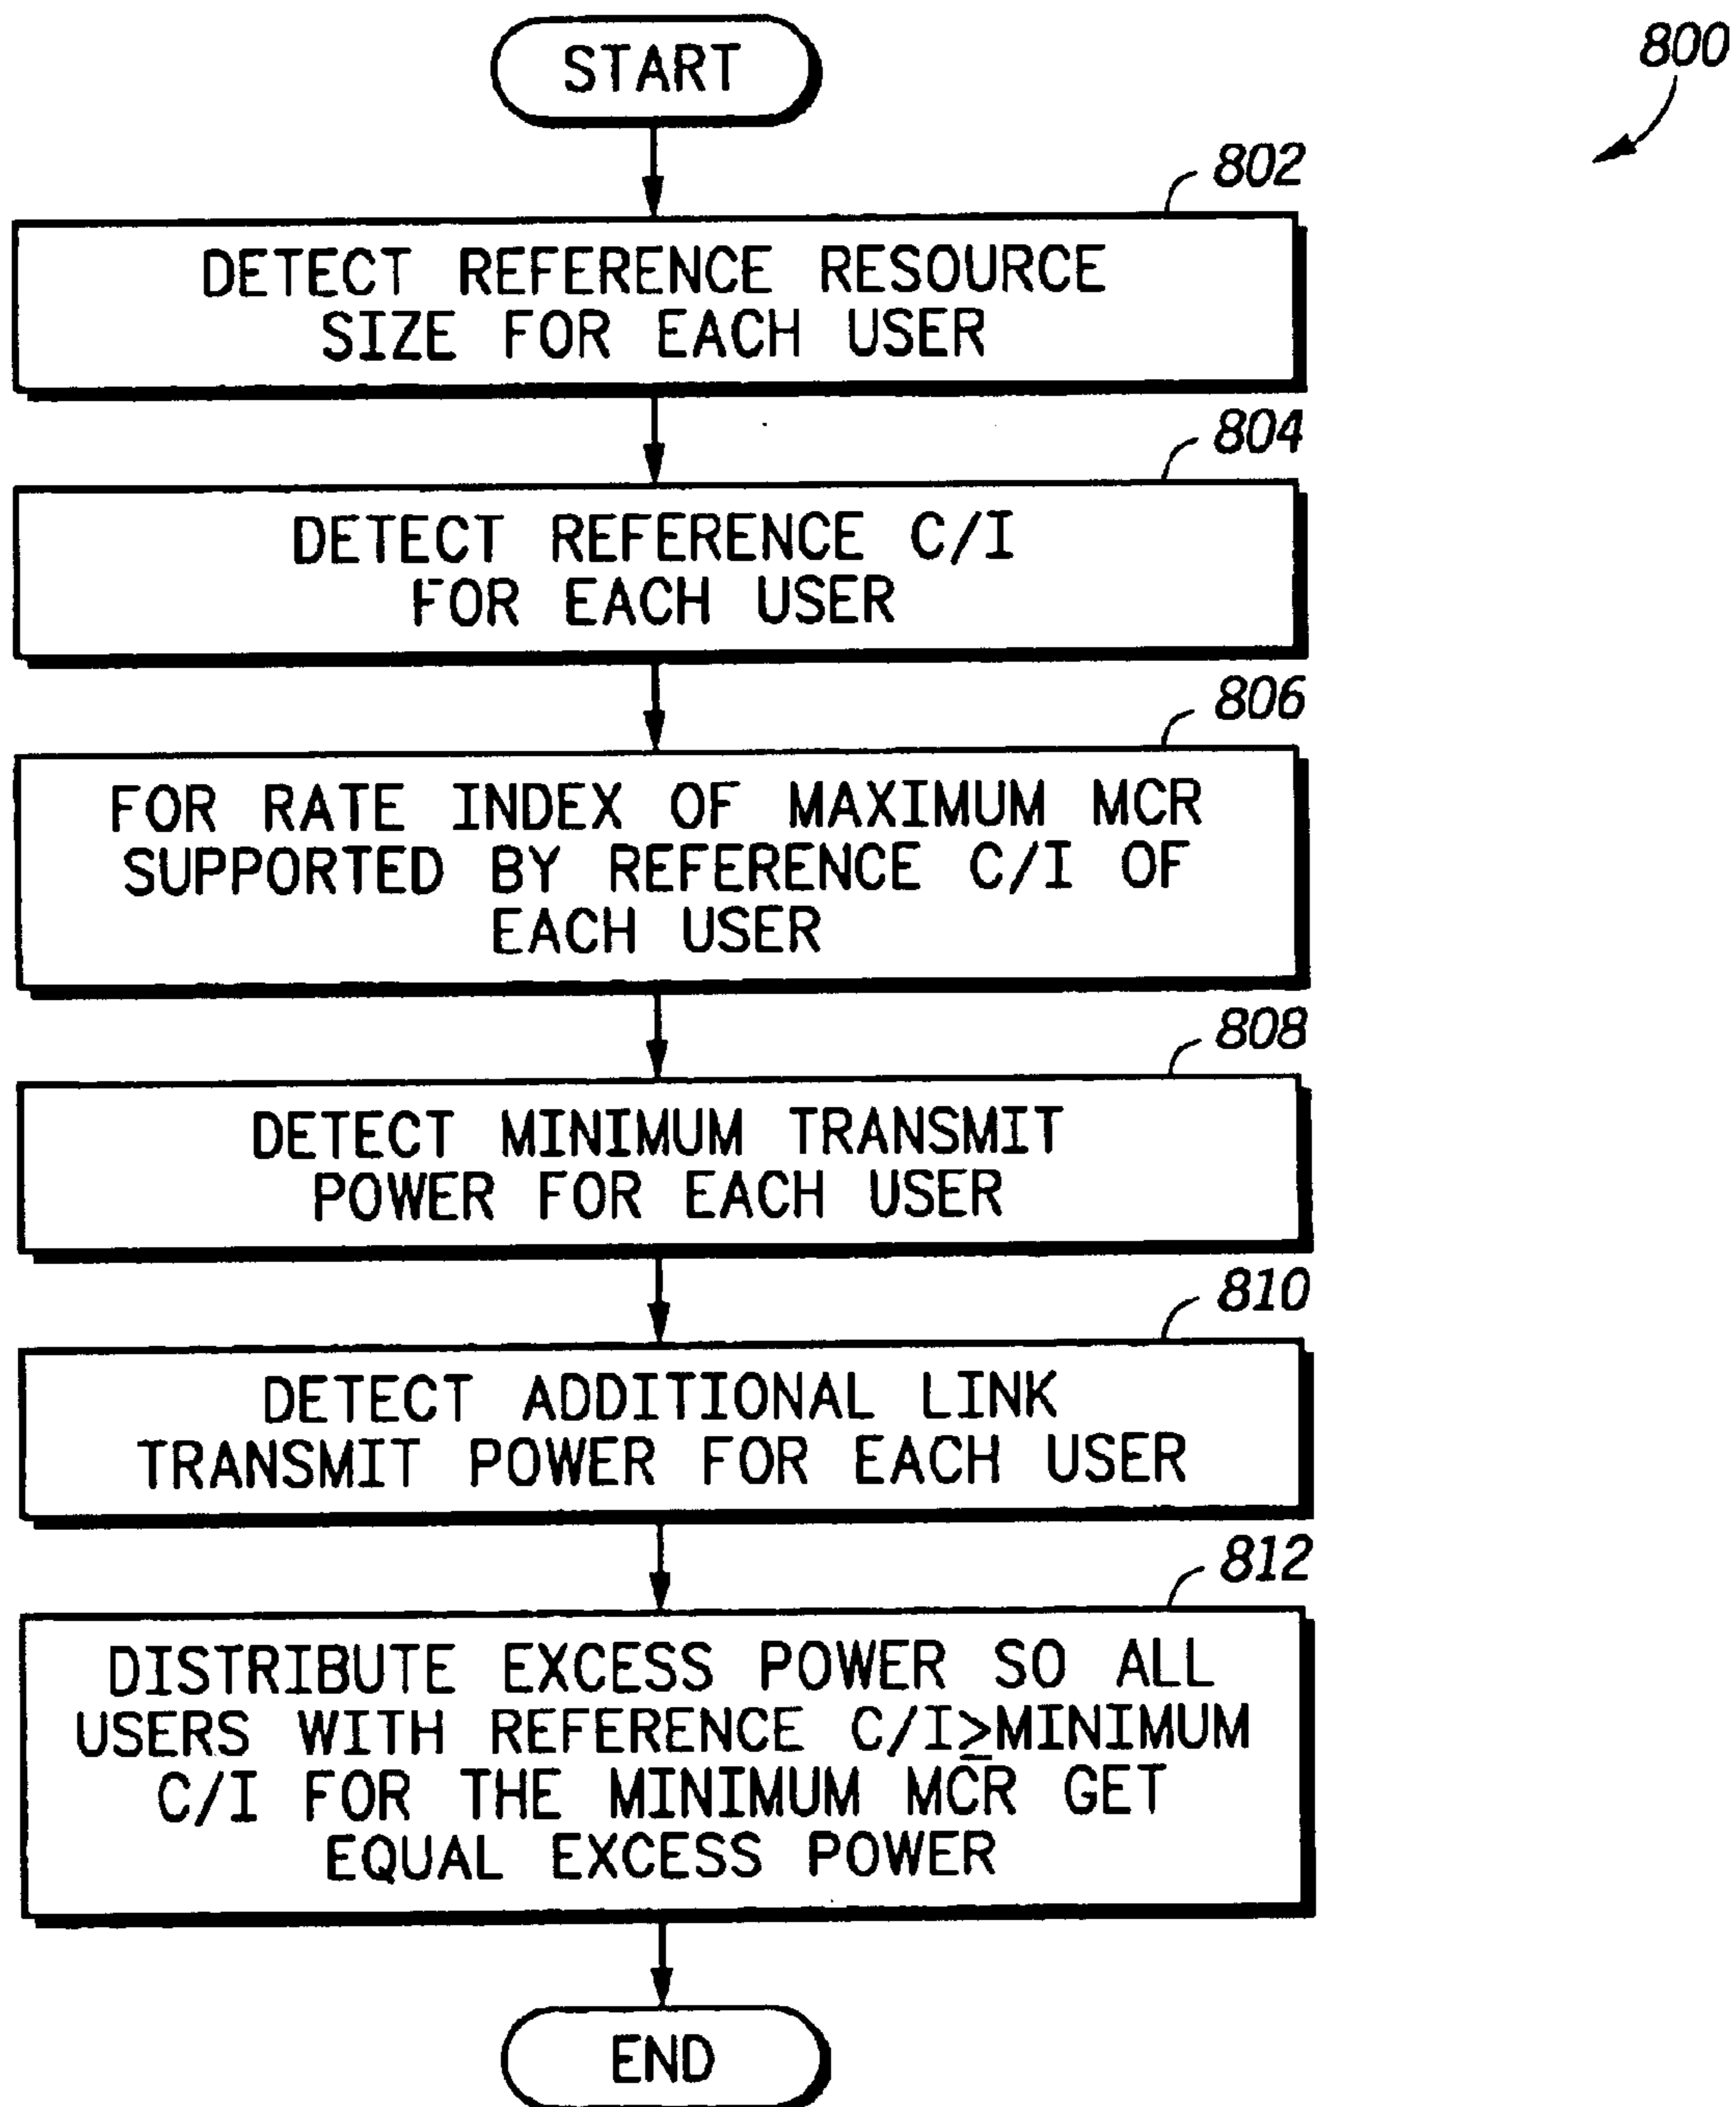 START
800
802
DETECT REFERENCE RESOURCE
SIZE FOR EACH USER
804
DETECT REFERENCE C/I
FOR EACH USER
806
FOR RATE INDEX OF MAXIMUM MCR
SUPPORTED BY REFERENCE C/I OF
EACH USER
808
DETECT MINIMUM TRANSMIT
POWER FOR EACH USER
810
DETECT ADDITIONAL LINK
TRANSMIT POWER FOR EACH USER
812
DISTRIBUTE EXCESS POWER SO ALL
USERS WITH REFERENCE C/I≥MINIMUM
C/I FOR THE MINIMUM MCR GET
EQUAL EXCESS POWER
END